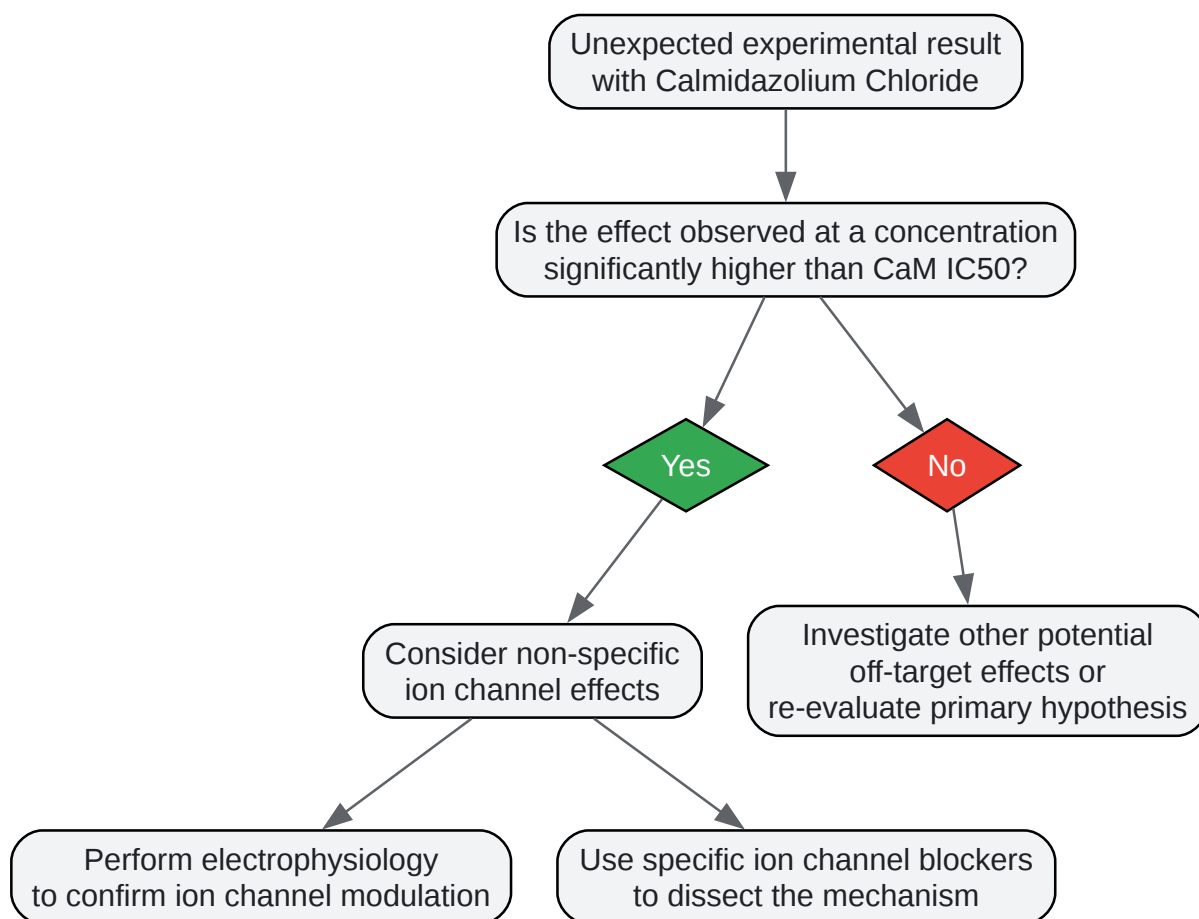 Unexpected experimental result
with Calmidazolium Chloride
Is the effect observed at a concentration
significantly higher than CaM IC50?
Yes
No
Consider non-specific
ion channel effects
Investigate other potential
off-target effects or
re-evaluate primary hypothesis
Perform electrophysiology
to confirm ion channel modulation
Use specific ion channel blockers
to dissect the mechanism